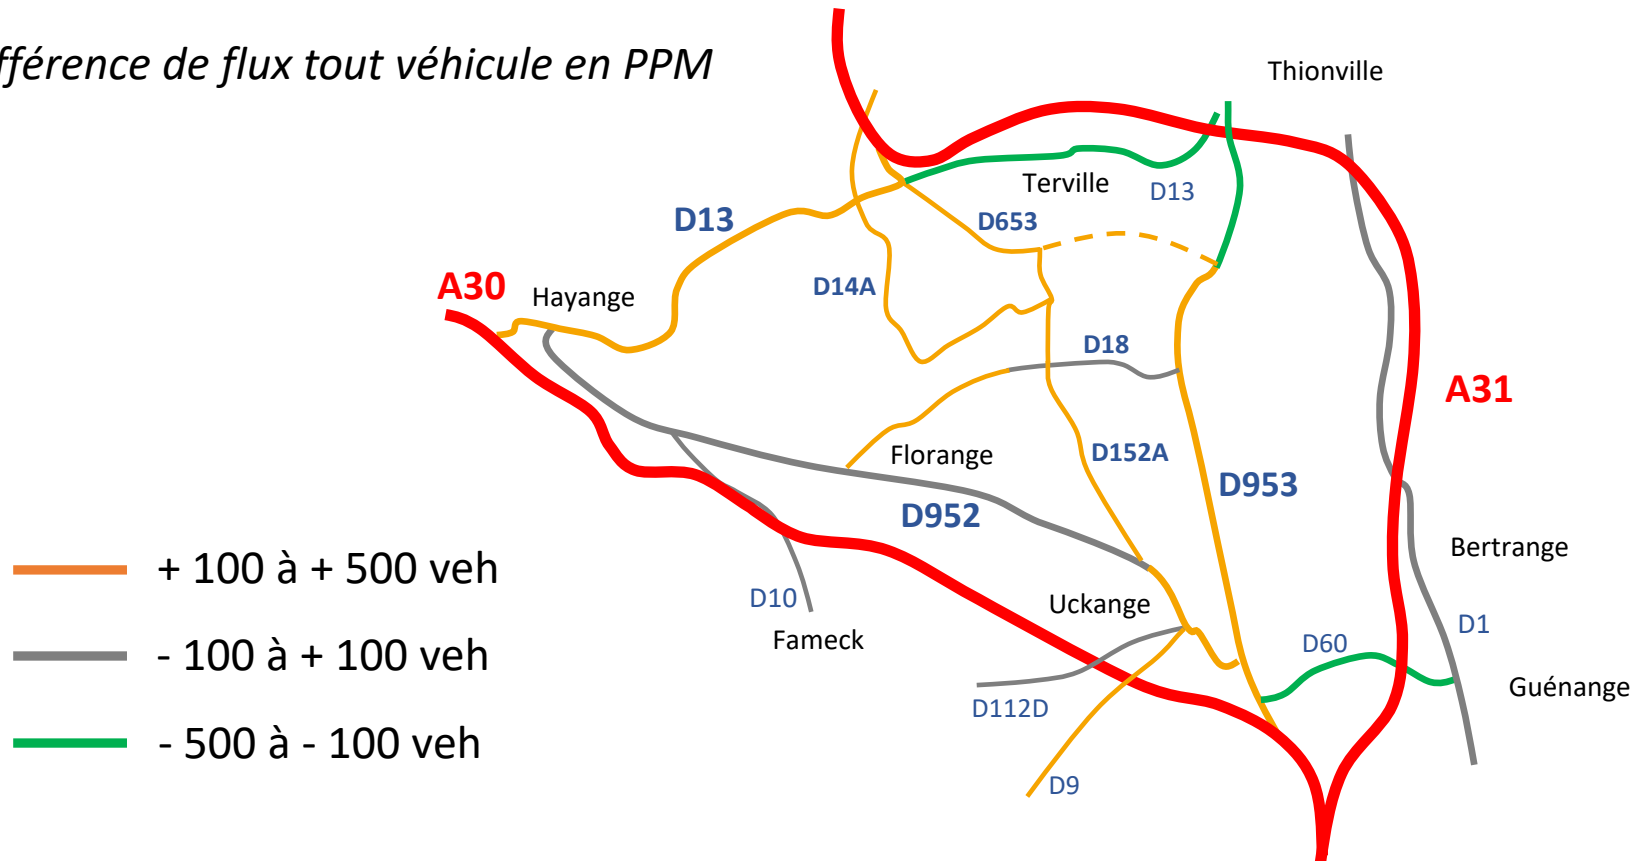 fférence de flux tout véhicule en PPM
Thionville
Terville
D13
D13
D653
A30
Hayange
D14A
D18
A31
Florange
D152A
D953
D952
+ 100 à + 500 veh
Bertrange
D10
Uckange
D1
Fameck
D60
- 100 à + 100 veh
Guénange
D112D
- 500 à - 100 veh
D9